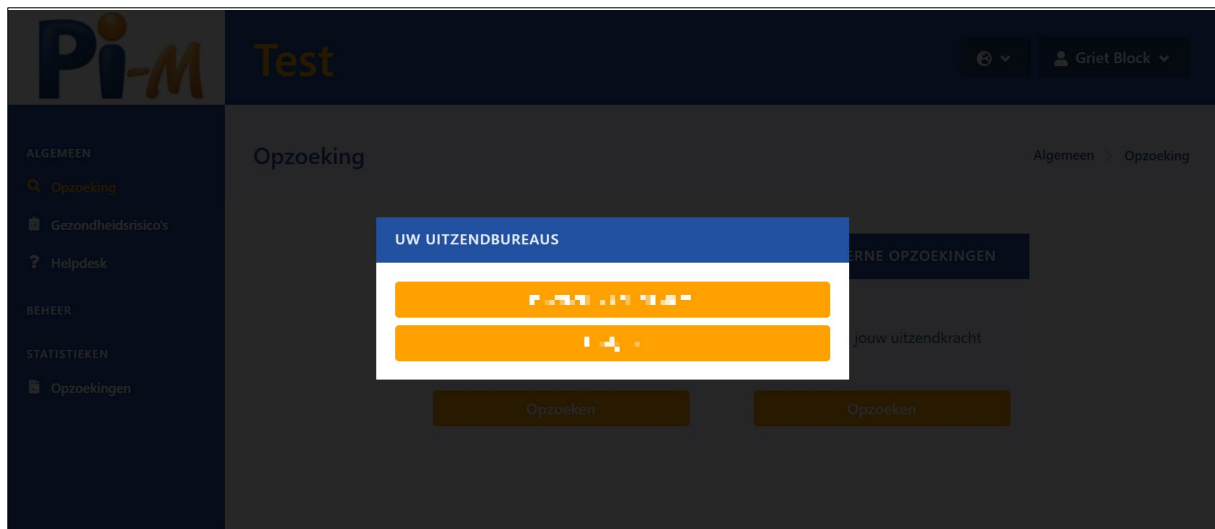 Pi-M
Test
Griet Block
ALGEMEEN
Opzoeking
Gezondheidsrisico's
Helpdesk
BEHEER
STATISTIEKEN
Opzoekingen
Opzoeking
Algemeen > Opzoeking
UW UITZENDBUREAUS
ERNE OPZOEKINGEN
jouw uitzendkracht
Opzoeken
Opzoeken